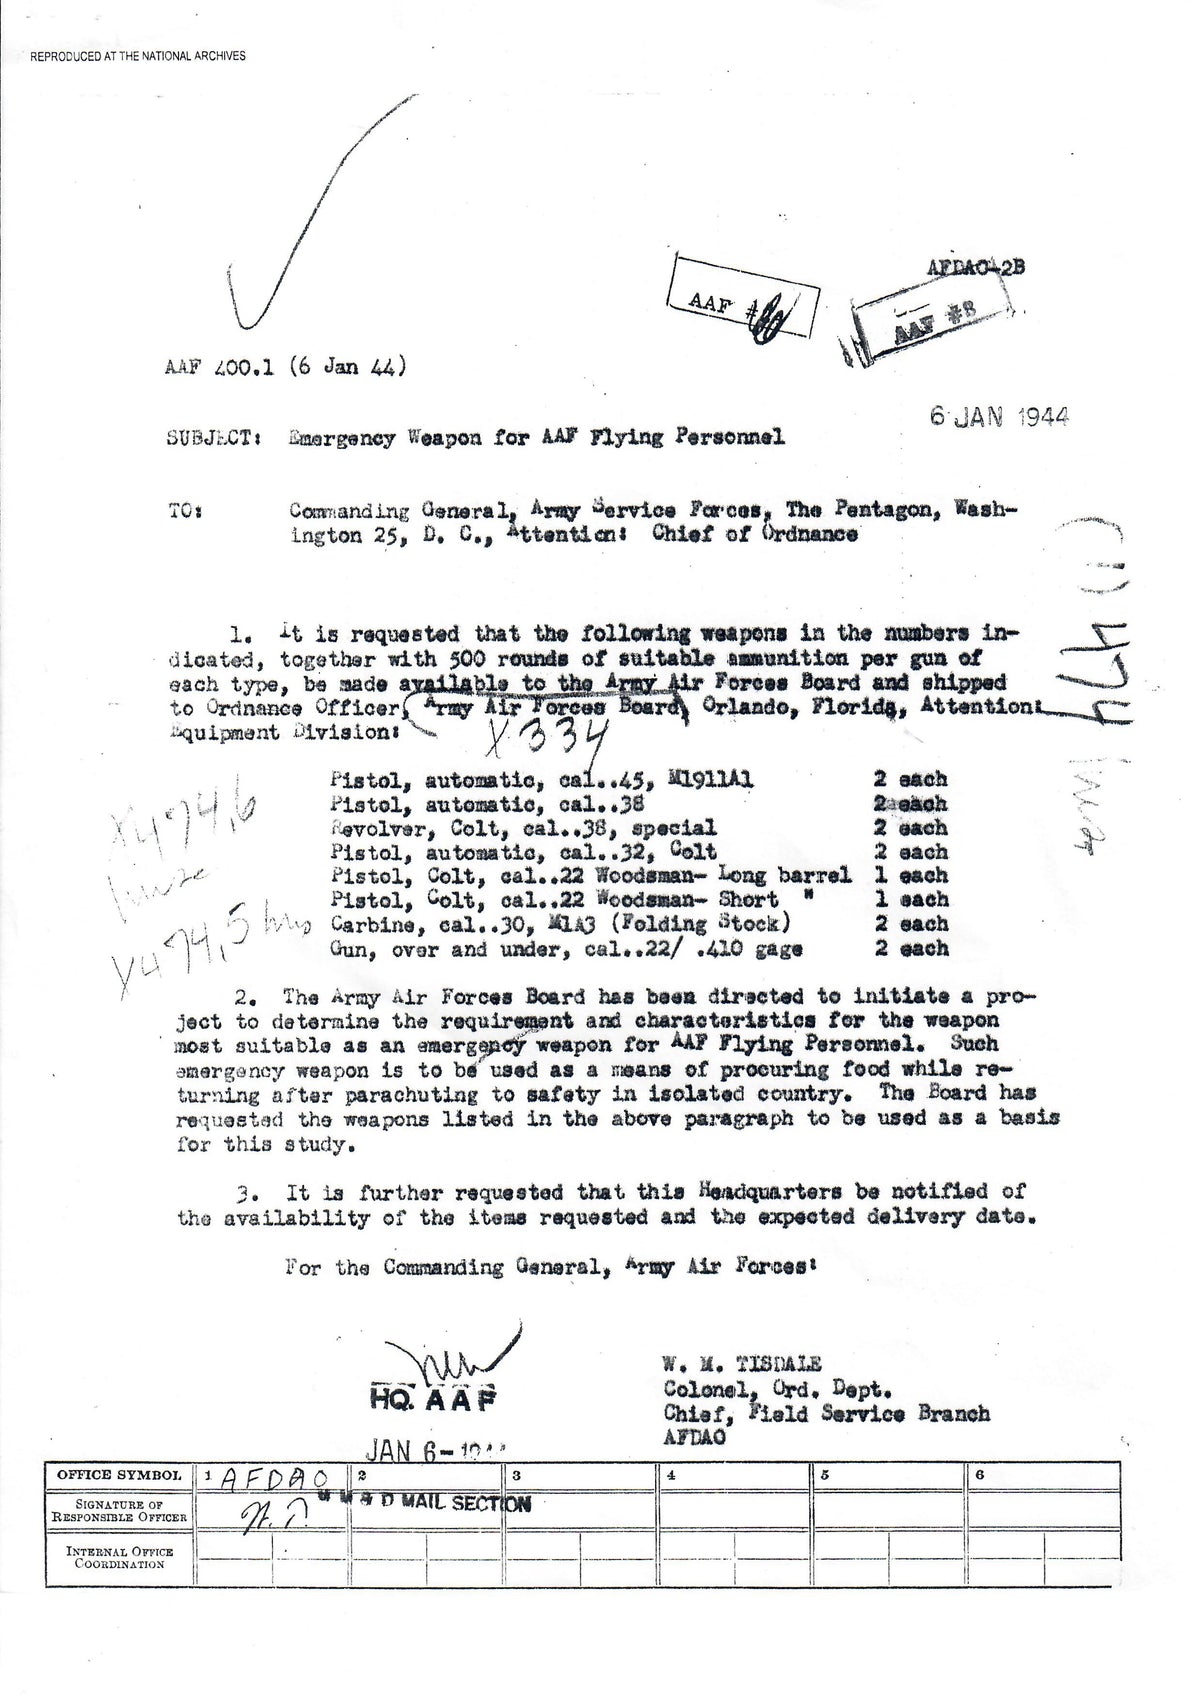 REPRODUCED AT THE NATIONAL ARCHIVES
AFDAO-2B
AAF #
AAF #8
AAF 400.1 (6 Jan 44)
6 JAN 1944
SUBJECT: Emergency Weapon for AAF Flying Personnel
TO: Commanding General, Army Service Forces, The Pentagon, Wash-
ington 25, D. C., Attention: Chief of Ordnance
1. It is requested that the following weapons in the numbers in-
dicated, together with 500 rounds of suitable ammunition per gun of
each type, be made available to the Army Air Forces Board and shipped
to Ordnance Officer, Army Air Forces Board, Orlando, Florida, Attention:
Equipment Division:
X334
Pistol, automatic, cal..45, M1911A1 2 each
Pistol, automatic, cal..38 2 each
Revolver, Colt, cal..38, special 2 each
Pistol, automatic, cal..32, Colt 2 each
Pistol, Colt, cal..22 Woodsman- Long barrel 1 each
Pistol, Colt, cal..22 Woodsman- Short " 1 each
Carbine, cal..30, M1A3 (Folding Stock) 2 each
Gun, over and under, cal..22/ .410 gage 2 each
X474.6
X474.5
474
2. The Army Air Forces Board has been directed to initiate a pro-
ject to determine the requirement and characteristics for the weapon
most suitable as an emergency weapon for AAF Flying Personnel. Such
emergency weapon is to be used as a means of procuring food while re-
turning after parachuting to safety in isolated country. The Board has
requested the weapons listed in the above paragraph to be used as a basis
for this study.
3. It is further requested that this Headquarters be notified of
the availability of the items requested and the expected delivery date.
For the Commanding General, Army Air Forces:
HQ. AAF
JAN 6-
W. M. TISDALE
Colonel, Ord. Dept.
Chief, Field Service Branch
AFDAO
OFFICE SYMBOL 1 AFDAO 2 3 4 5 6
SIGNATURE OF
RESPONSIBLE OFFICER
M & D MAIL SECTION
INTERNAL OFFICE
COORDINATION